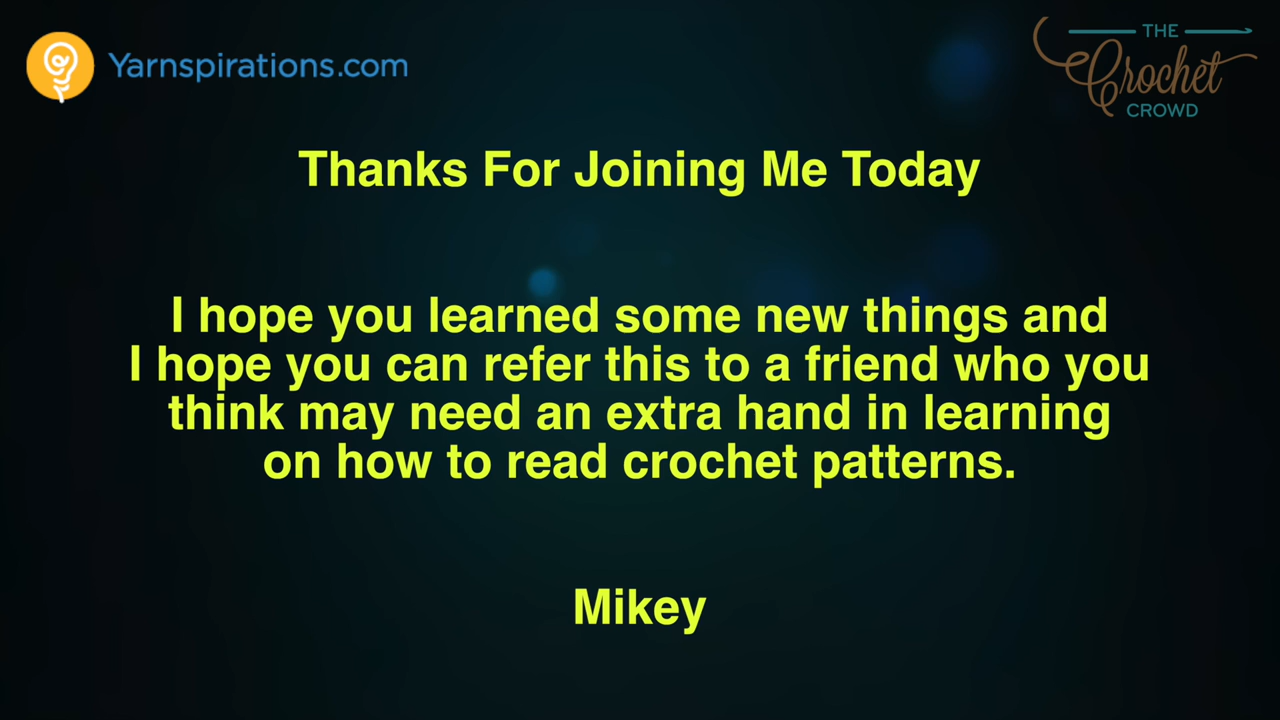 Yarnspirations.com
THE
Crochet
CROWD
Thanks For Joining Me Today
I hope you learned some new things and
I hope you can refer this to a friend who you
think may need an extra hand in learning
on how to read crochet patterns.
Mikey